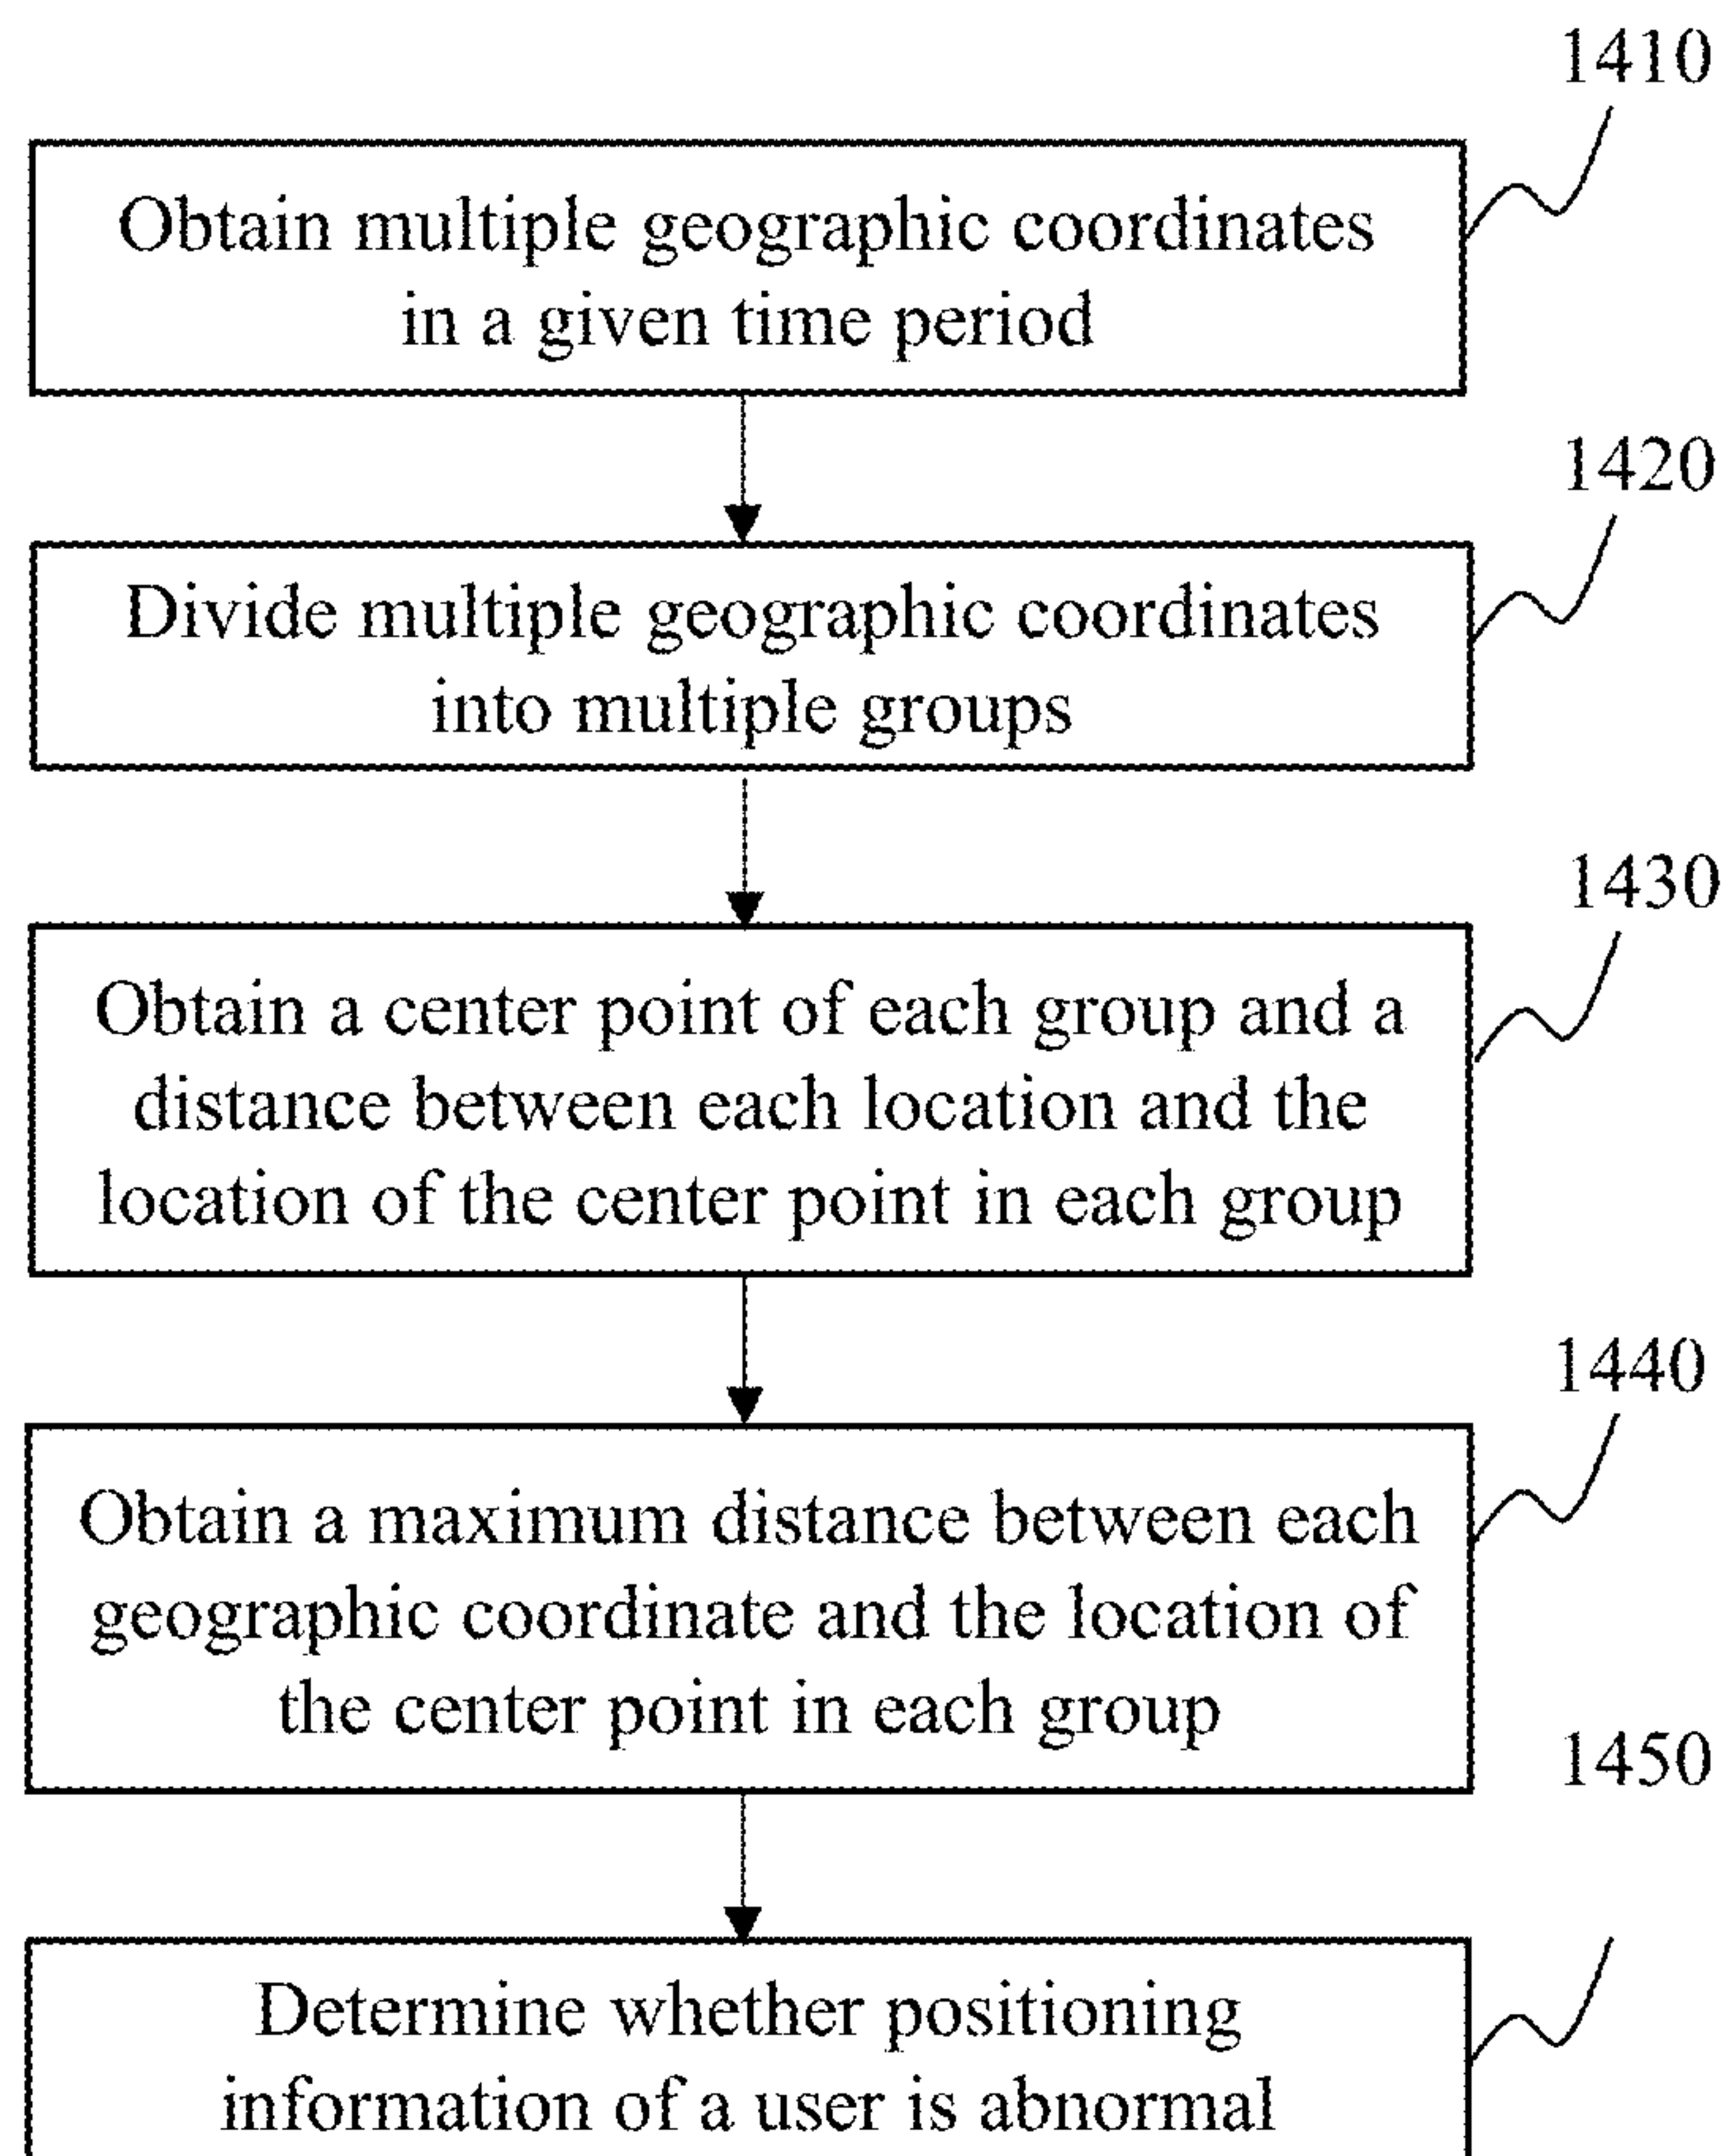 1410
Obtain multiple geographic coordinates
in a given time period
1420
Divide multiple geographic coordinates
into multiple groups
1430
Obtain a center point of each group and a
distance between each location and the
location of the center point in each group
1440
Obtain a maximum distance between each
geographic coordinate and the location of
the center point in each group
1450
Determine whether positioning
information of a user is abnormal